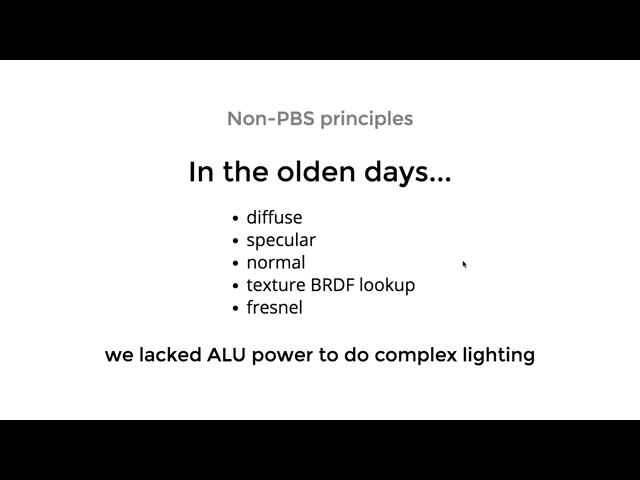 Non-PBS principles
In the olden days...
• diffuse
• specular
• normal
• texture BRDF lookup
• fresnel
we lacked ALU power to do complex lighting